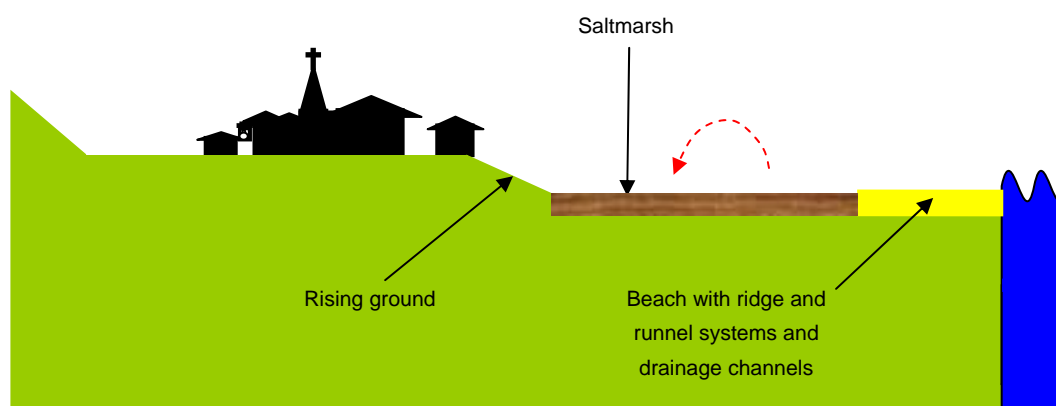 Saltmarsh
Rising ground
Beach with ridge and
runnel systems and
drainage channels